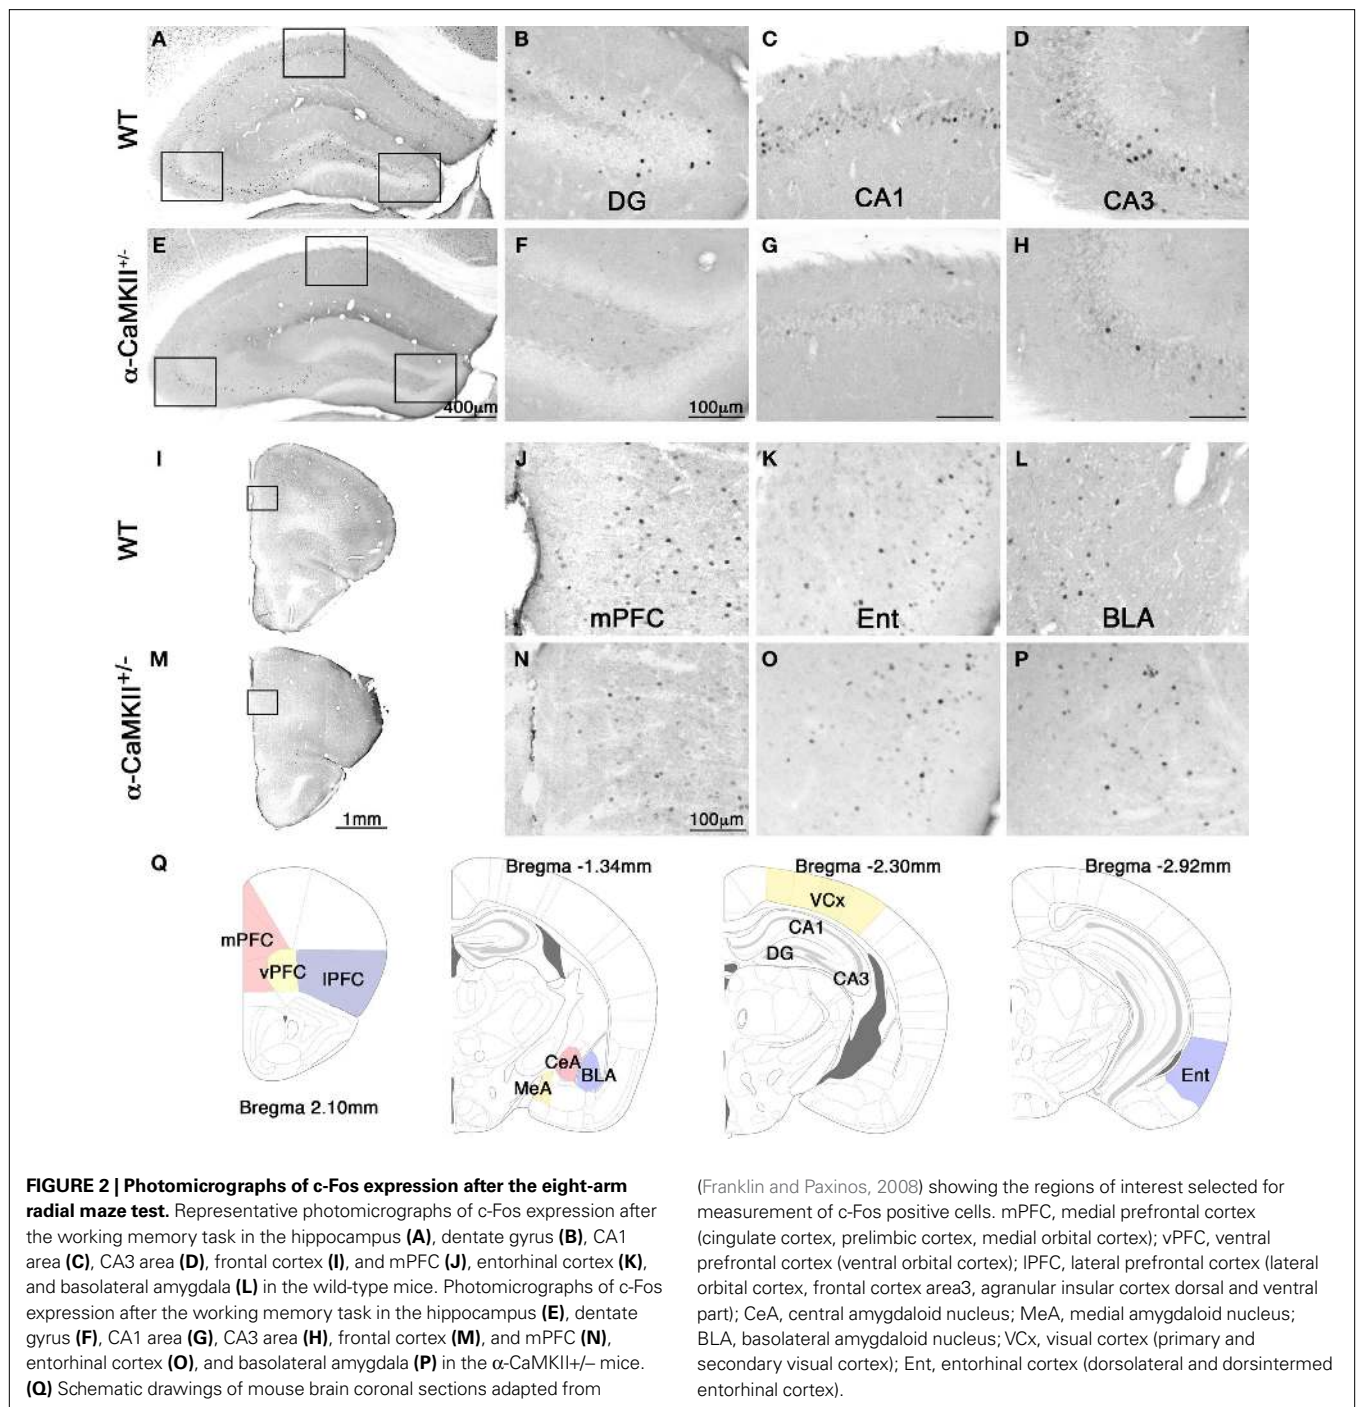 A
B
C
D
WT
DG
CA1
CA3
E
F
G
H
α-CaMKII+/-
400μm
100μm
I
J
K
L
WT
mPFC
Ent
BLA
M
N
O
P
α-CaMKII+/-
1mm
100μm
Q
Bregma -1.34mm
Bregma -2.30mm
Bregma -2.92mm
VCx
CA1
mPFC
DG
vPFC
lPFC
CA3
CeA
BLA
MeA
Ent
Bregma 2.10mm
FIGURE 2 | Photomicrographs of c-Fos expression after the eight-arm
radial maze test. Representative photomicrographs of c-Fos expression after
the working memory task in the hippocampus (A), dentate gyrus (B), CA1
area (C), CA3 area (D), frontal cortex (I), and mPFC (J), entorhinal cortex (K),
and basolateral amygdala (L) in the wild-type mice. Photomicrographs of c-Fos
expression after the working memory task in the hippocampus (E), dentate
gyrus (F), CA1 area (G), CA3 area (H), frontal cortex (M), and mPFC (N),
entorhinal cortex (O), and basolateral amygdala (P) in the α-CaMKII+/– mice.
(Q) Schematic drawings of mouse brain coronal sections adapted from
(Franklin and Paxinos, 2008) showing the regions of interest selected for
measurement of c-Fos positive cells. mPFC, medial prefrontal cortex
(cingulate cortex, prelimbic cortex, medial orbital cortex); vPFC, ventral
prefrontal cortex (ventral orbital cortex); lPFC, lateral prefrontal cortex (lateral
orbital cortex, frontal cortex area3, agranular insular cortex dorsal and ventral
part); CeA, central amygdaloid nucleus; MeA, medial amygdaloid nucleus;
BLA, basolateral amygdaloid nucleus; VCx, visual cortex (primary and
secondary visual cortex); Ent, entorhinal cortex (dorsolateral and dorsintermed
entorhinal cortex).